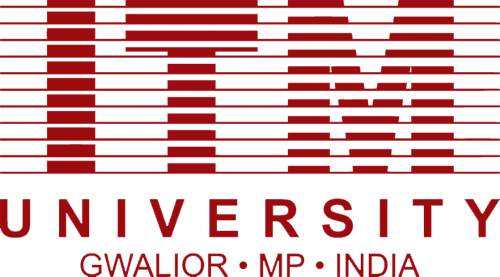 ITM
UNIVERSITY
GWALIOR • MP • INDIA